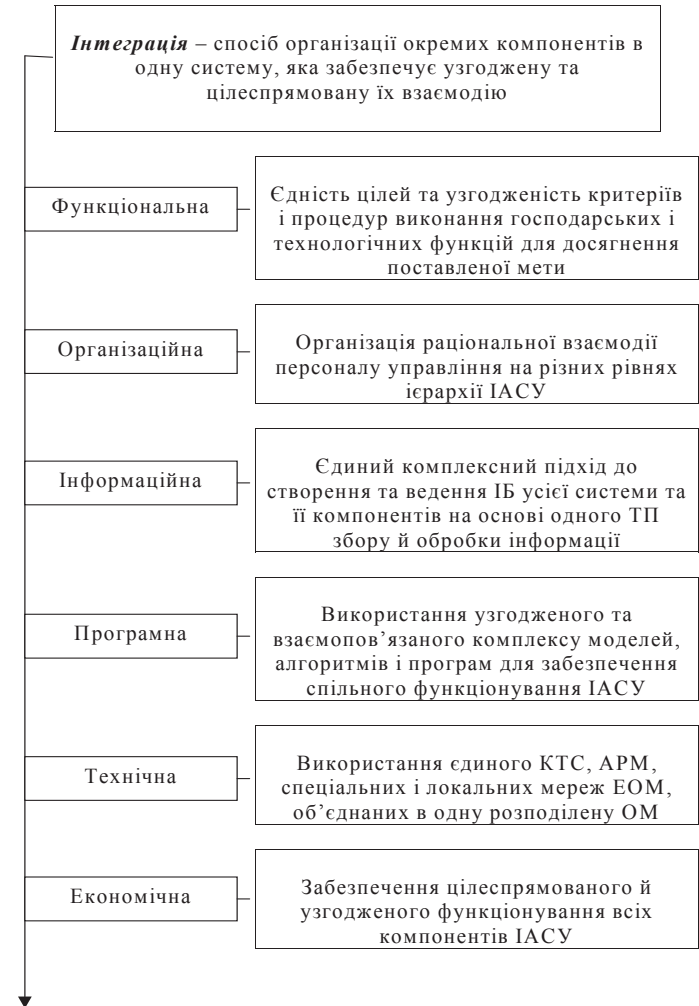 Інтеграція – спосіб організації окремих компонентів в
одну систему, яка забезпечує узгоджену та
цілеспрямовану їх взаємодію
Функціональна
Єдність цілей та узгодженість критеріїв
і процедур виконання господарських і
технологічних функцій для досягнення
поставленої мети
Організаційна
Організація раціональної взаємодії
персоналу управління на різних рівнях
ієрархії ІАСУ
Інформаційна
Єдиний комплексний підхід до
створення та ведення ІБ усієї системи та
її компонентів на основі одного ТП
збору й обробки інформації
Програмна
Використання узгодженого та
взаємопов’язаного комплексу моделей,
алгоритмів і програм для забезпечення
спільного функціонування ІАСУ
Технічна
Використання єдиного КТС, АРМ,
спеціальних і локальних мереж ЕОМ,
об’єднаних в одну розподілену ОМ
Економічна
Забезпечення цілеспрямованого й
узгодженого функціонування всіх
компонентів ІАСУ